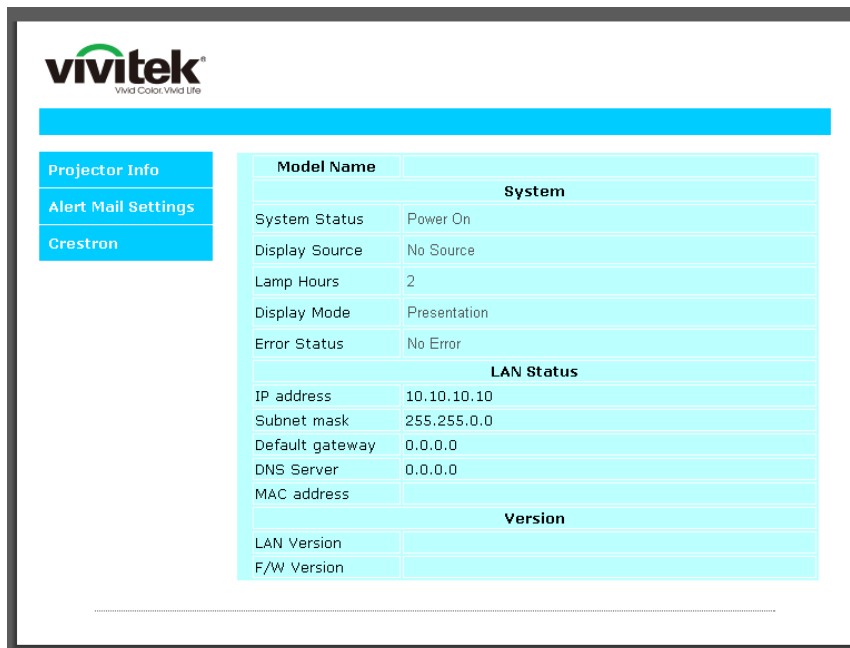 vivitek®
Vivid Color. Vivid Life
Projector Info
Alert Mail Settings
Crestron
Model Name
System
System Status Power On
Display Source No Source
Lamp Hours 2
Display Mode Presentation
Error Status No Error
LAN Status
IP address 10.10.10.10
Subnet mask 255.255.0.0
Default gateway 0.0.0.0
DNS Server 0.0.0.0
MAC address
Version
LAN Version
F/W Version